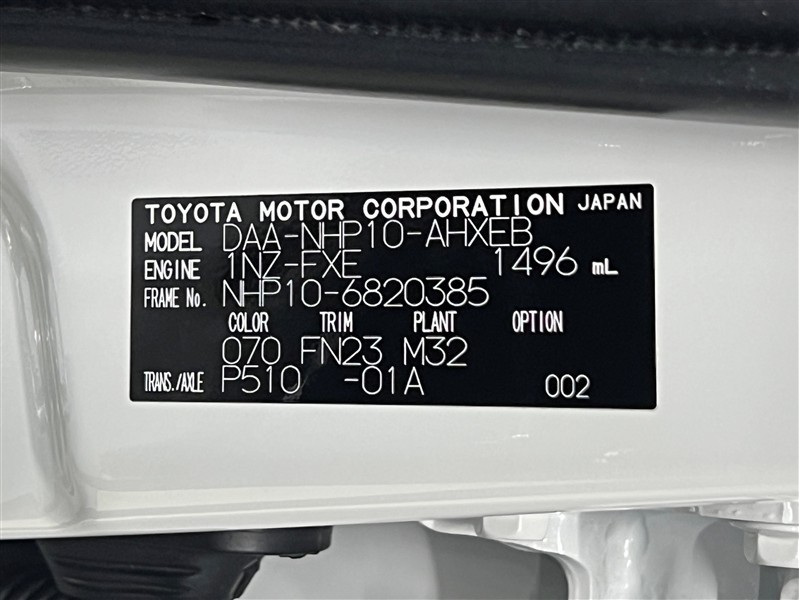 TOYOTA MOTOR CORPORATION JAPAN
MODEL DAA-NHP10-AHXEB
ENGINE 1NZ-FXE 1496 mL
FRAME No. NHP10-6820385
COLOR TRIM PLANT OPTION
070 FN23 M32
TRANS./AXLE P510 -01A 002